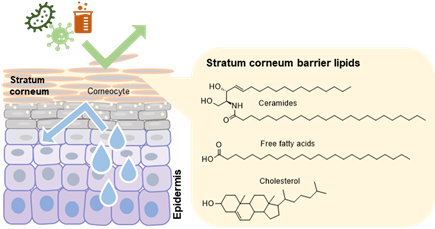 Stratum
corneum
Corneocyte
Epidermis
Stratum corneum barrier lipids
HO
HO
NH
O
Ceramides
Free fatty acids
O
HO
Cholesterol
HO